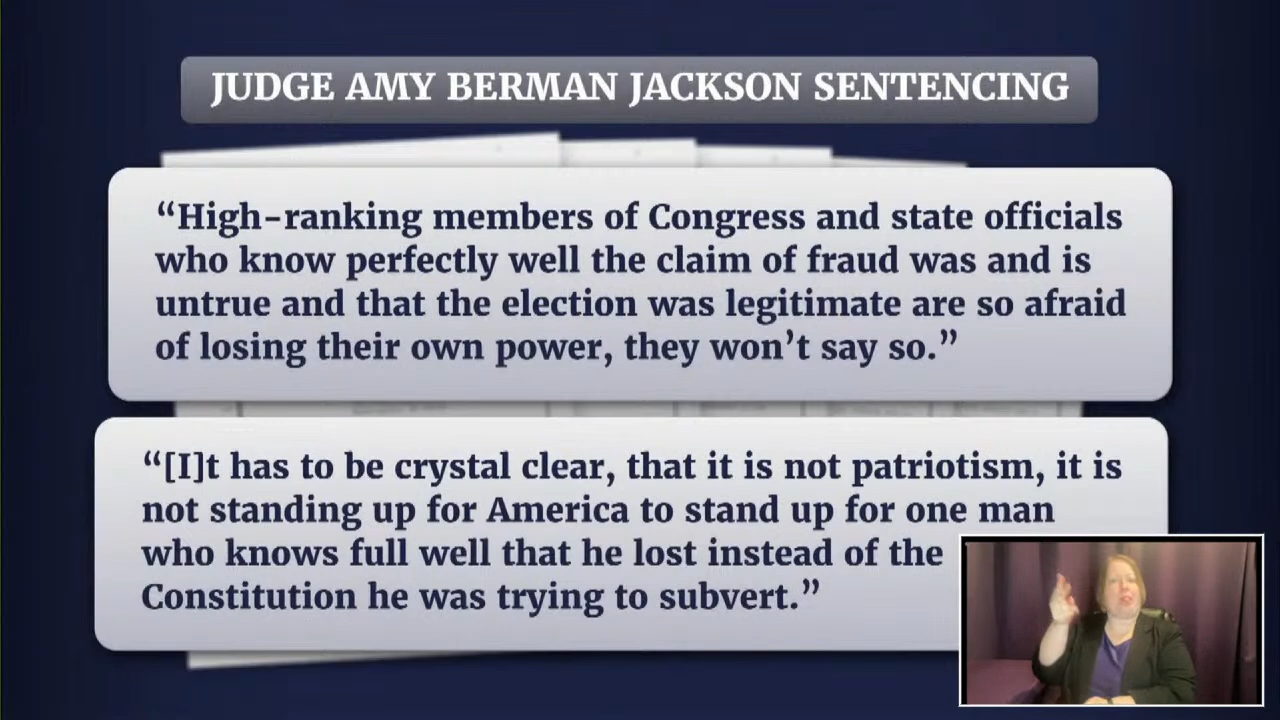 JUDGE AMY BERMAN JACKSON SENTENCING
“High-ranking members of Congress and state officials
who know perfectly well the claim of fraud was and is
untrue and that the election was legitimate are so afraid
of losing their own power, they won’t say so.”
“[I]t has to be crystal clear, that it is not patriotism, it is
not standing up for America to stand up for one man
who knows full well that he lost instead of the
Constitution he was trying to subvert.”